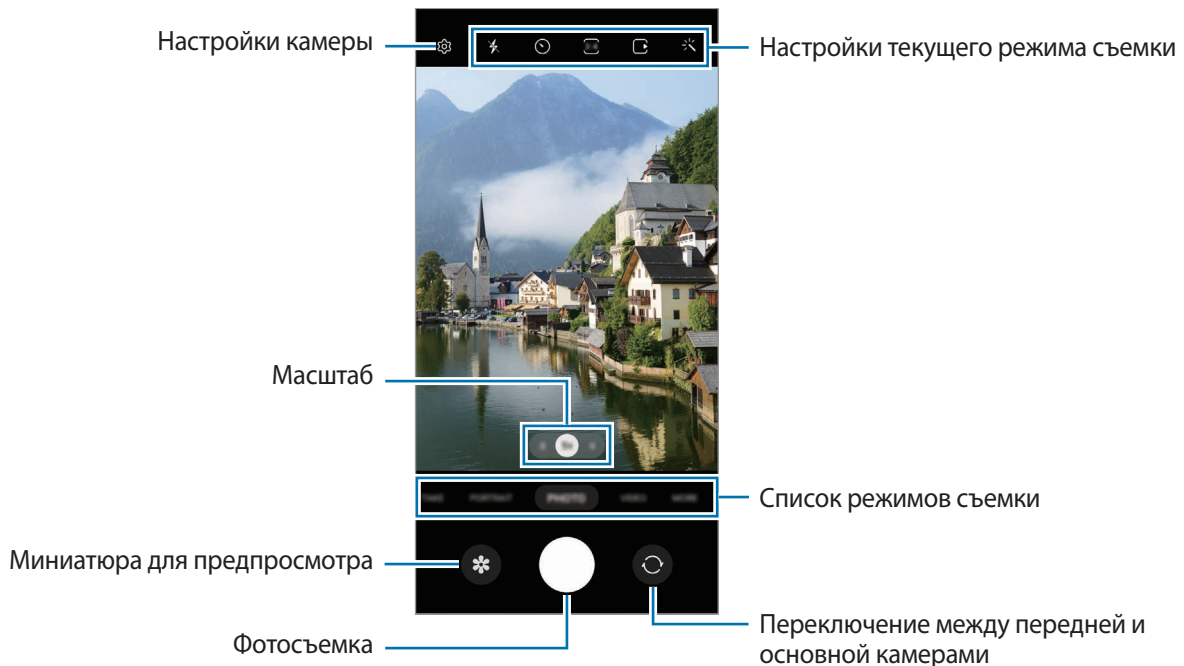 Настройки камеры
Настройки текущего режима съемки
Масштаб
PORTRAIT
PHOTO
VIDEO
MORE
Список режимов съемки
Миниатюра для предпросмотра
Фотосъемка
Переключение между передней и
основной камерами